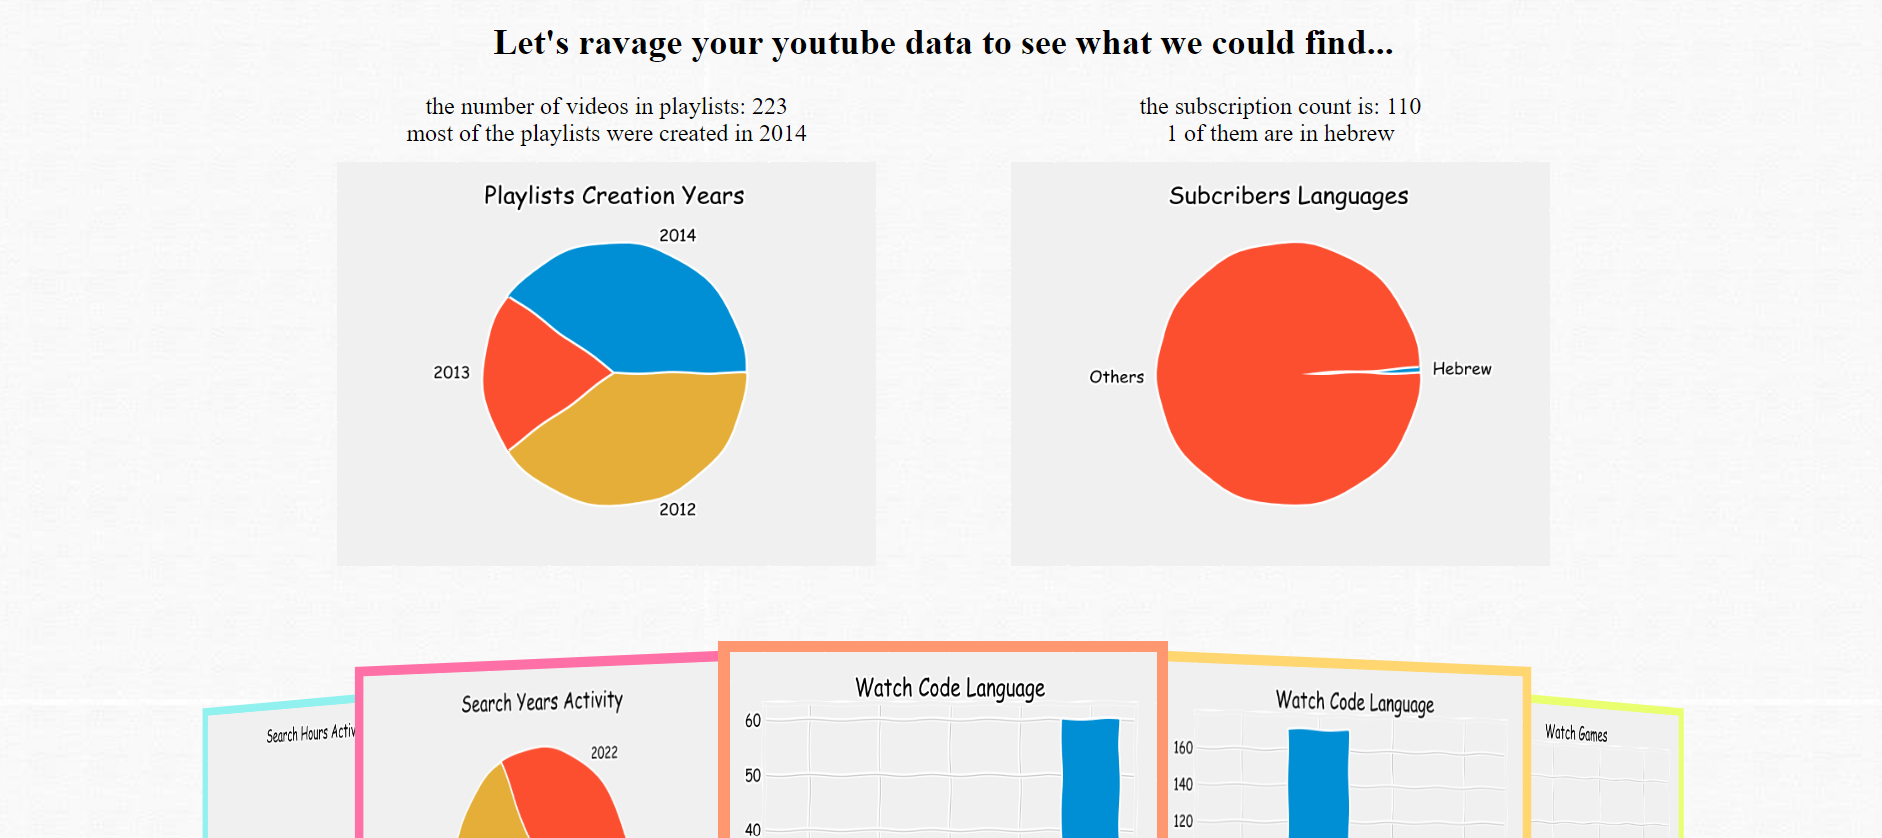 Let's ravage your youtube data to see what we could find...
the number of videos in playlists: 223
most of the playlists were created in 2014
the subscription count is: 110
1 of them are in hebrew
Playlists Creation Years
2014
2013
2012
Subcribers Languages
Others
Hebrew
Search Hours Activ
Search Years Activity
2022
Watch Code Language
60
50
40
Watch Code Language
160
140
120
Watch Games